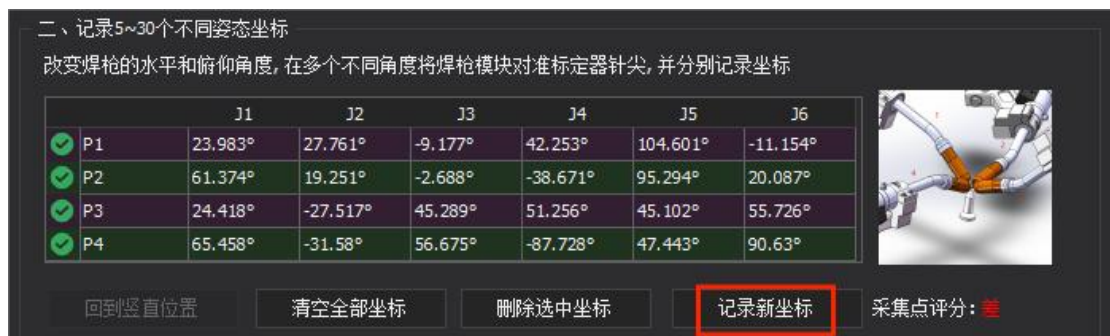 二、记录5~30个不同姿态坐标
改变焊枪的水平和俯仰角度,在多个不同角度将焊枪模块对准标定器针尖,并分别记录坐标
J1 J2 J3 J4 J5 J6
P1 23.983° 27.761° -9.177° 42.253° 104.601° -11.154°
P2 61.374° 19.251° -2.688° -38.671° 95.294° 20.087°
P3 24.418° -27.517° 45.289° 51.256° 45.102° 55.726°
P4 65.458° -31.58° 56.675° -87.728° 47.443° 90.63°
回到竖直位置 清空全部坐标 删除选中坐标 记录新坐标 采集点评分：差